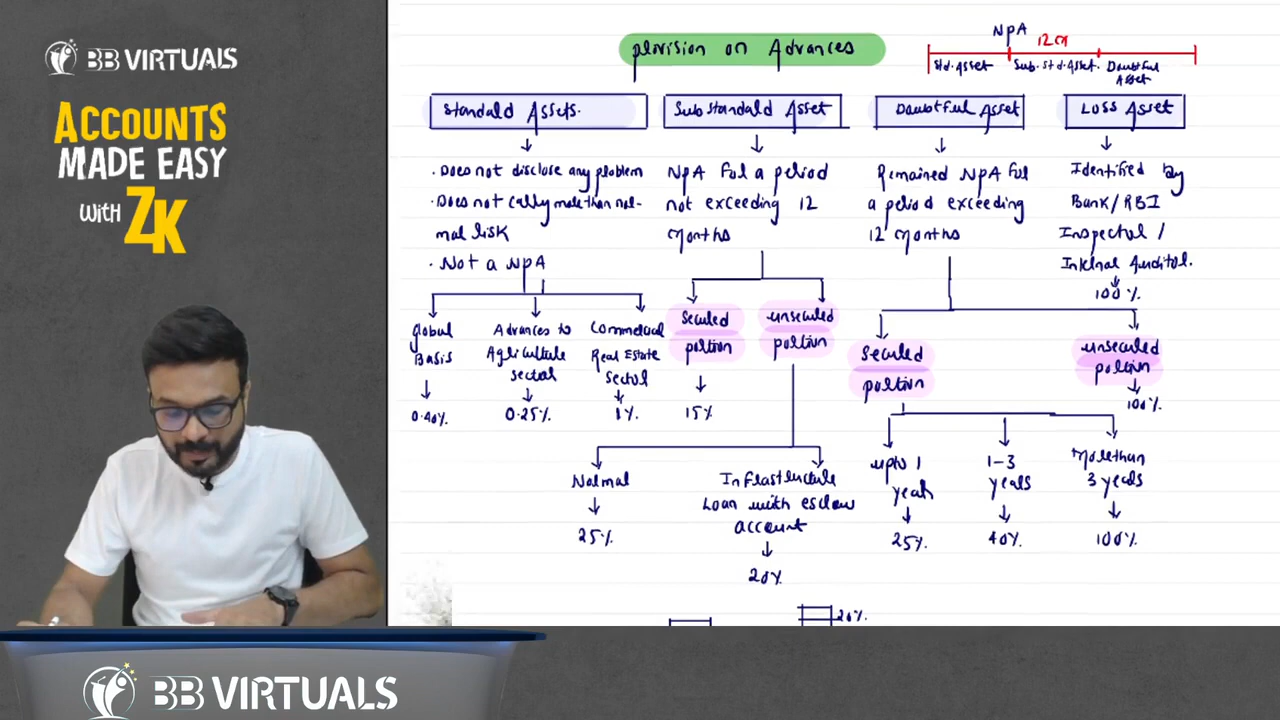 BB VIRTUALS
ACCOUNTS
MADE EASY
with ZK
Provision on Advances
NPA
12 m
Std. Asset
Sub. std. Asset.
Doubtful
Asset
Standard Assets.
Substandard Asset
Doubtful Asset
Loss Asset
• Does not disclose any problem
• Does not carry more than nor-
mal risk
• Not a NPA
NPA For a period
not exceeding 12
Months
Remained NPA for
a period exceeding
12 Months
Identified by
Bank/RBI
Inspector /
Internal Auditor.
100%
Global
Basis
0.40%
Advances to
Agriculture
sector
0.25%
Commercial
Real Estate
Sector
1%
Secured
portion
15%
unsecured
portion
Secured
portion
unsecured
portion
100%
Normal
25%
Infrastructure
Loan with escrow
account
20%
upto 1
year
25%
1-3
years
40%
More than
3 years
100%
20%
BB VIRTUALS